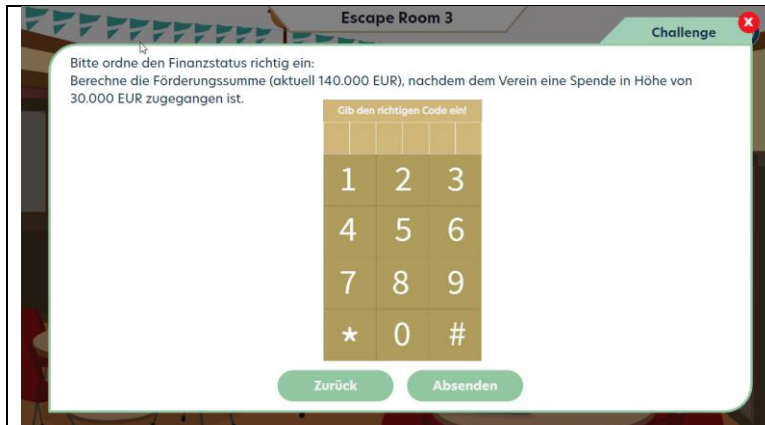 Escape Room 3
Challenge
X
Bitte ordne den Finanzstatus richtig ein:
Berechne die Förderungssumme (aktuell 140.000 EUR), nachdem dem Verein eine Spende in Höhe von
30.000 EUR zugegangen ist.
Gib den richtigen Code ein!
1 2 3
4 5 6
7 8 9
* 0 #
Zurück Absenden